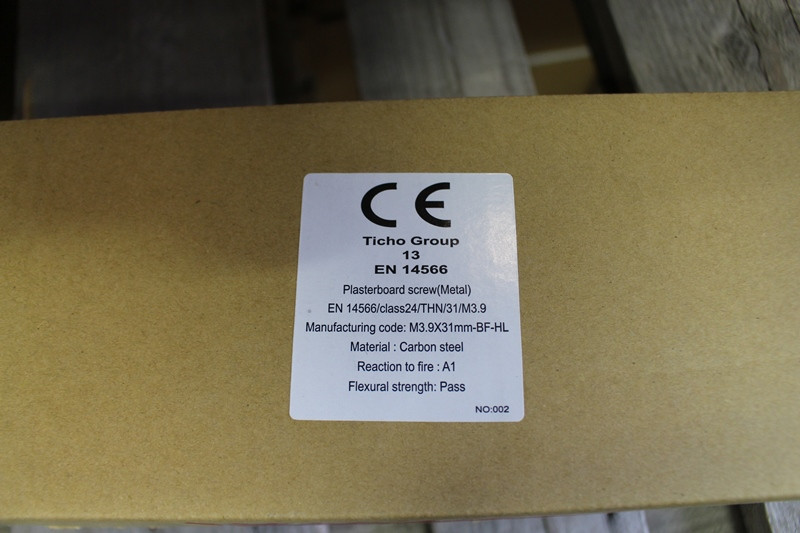 CE
Ticho Group
13
EN 14566
Plasterboard screw(Metal)
EN 14566/class24/THN/31/M3.9
Manufacturing code: M3.9X31mm-BF-HL
Material : Carbon steel
Reaction to fire : A1
Flexural strength: Pass
NO:002